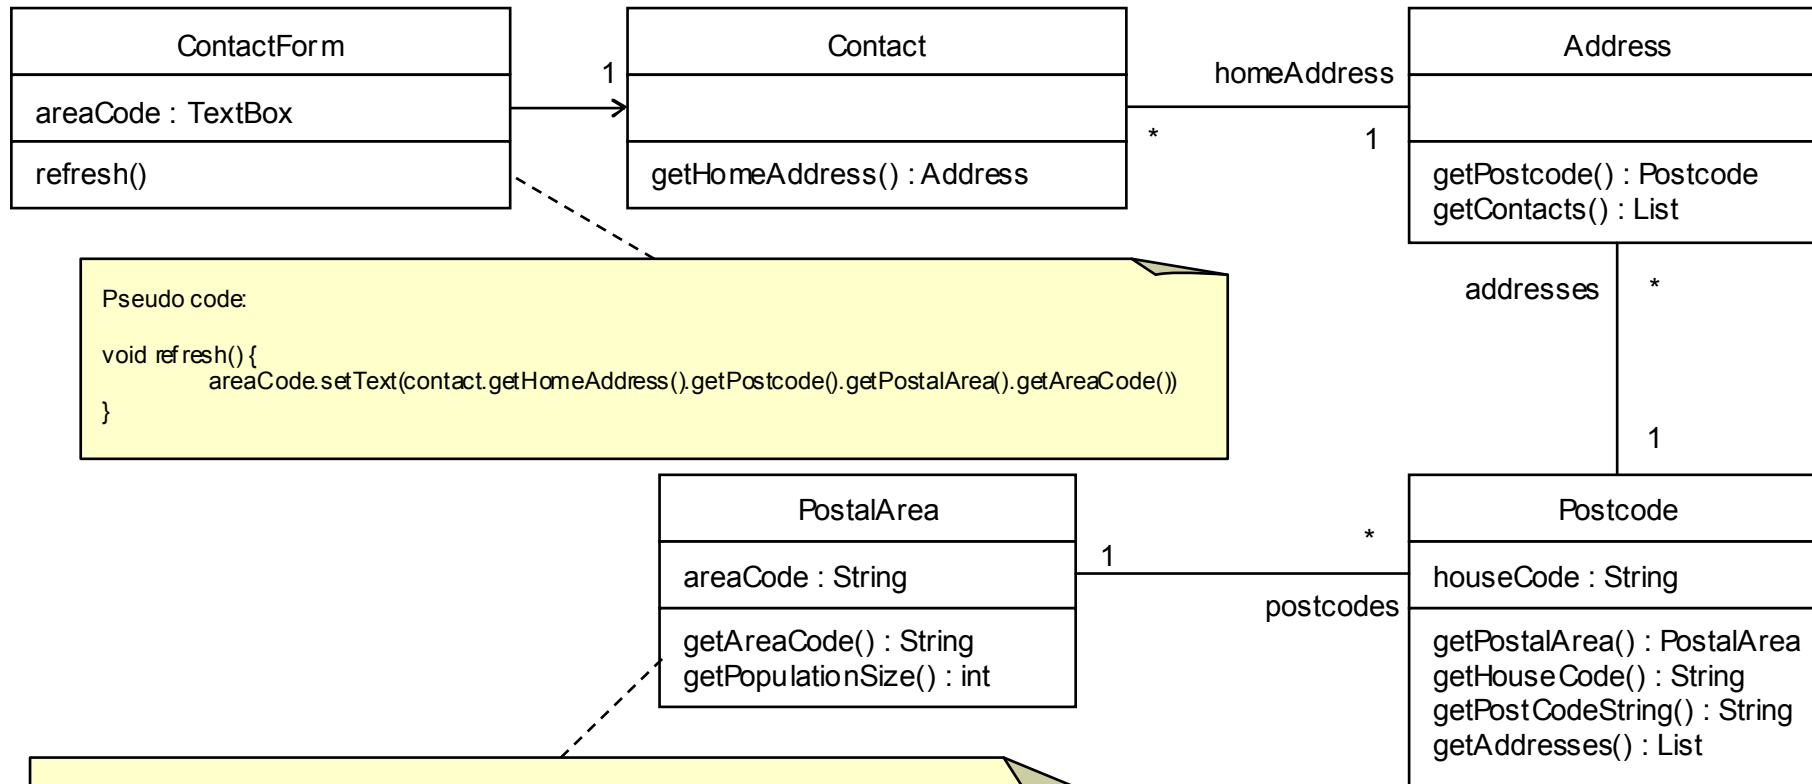 ContactForm
areaCode : TextBox
refresh()
1
Contact
getHomeAddress() : Address
homeAddress
*
1
Address
getPostcode() : Postcode
getContacts() : List
Pseudo code:
void refresh() {
areaCode.setText(contact.getHomeAddress().getPostcode().getPostalArea().getAreaCode())
}
addresses
*
1
PostalArea
areaCode : String
getAreaCode() : String
getPopulationSize() : int
1
*
postcodes
Postcode
houseCode : String
getPostalArea() : PostalArea
getHouseCode() : String
getPostCodeString() : String
getAddresses() : List